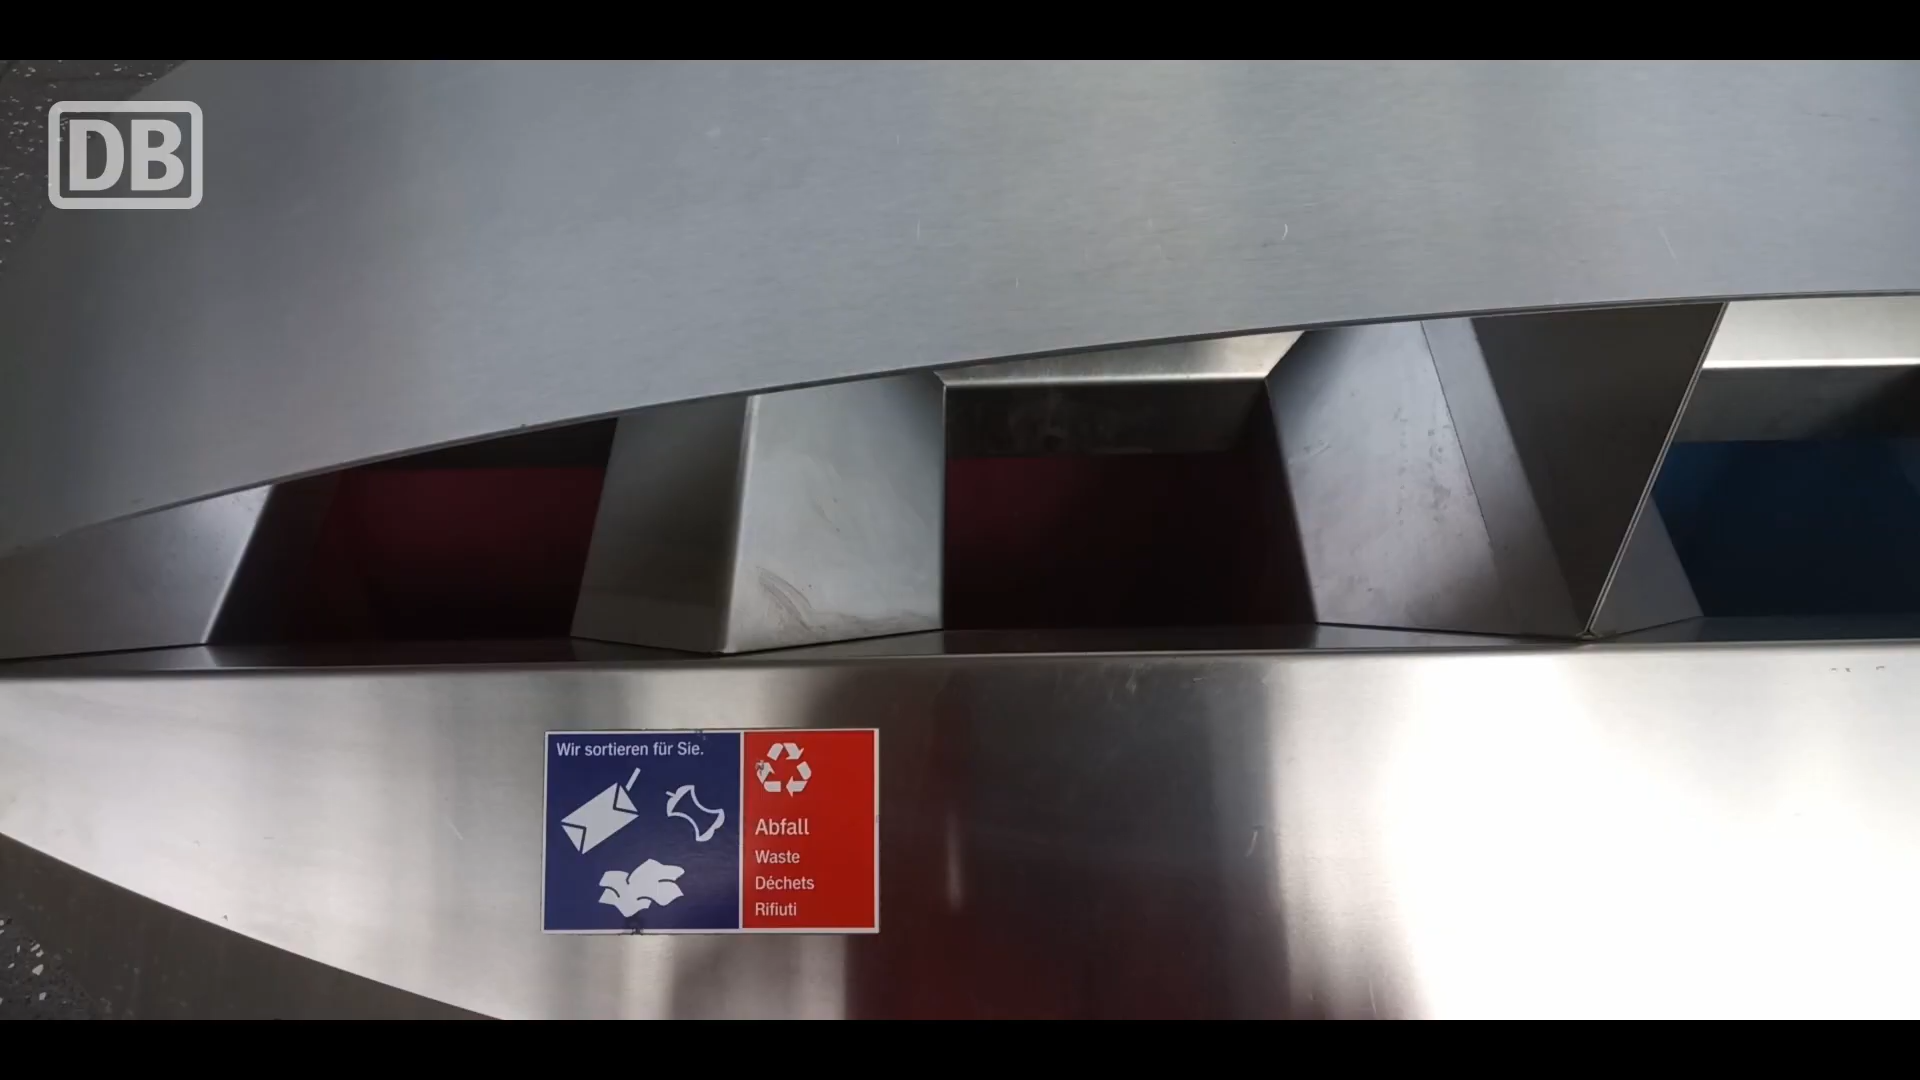 DB
Wir sortieren für Sie.
Abfall
Waste
Déchets
Rifiuti